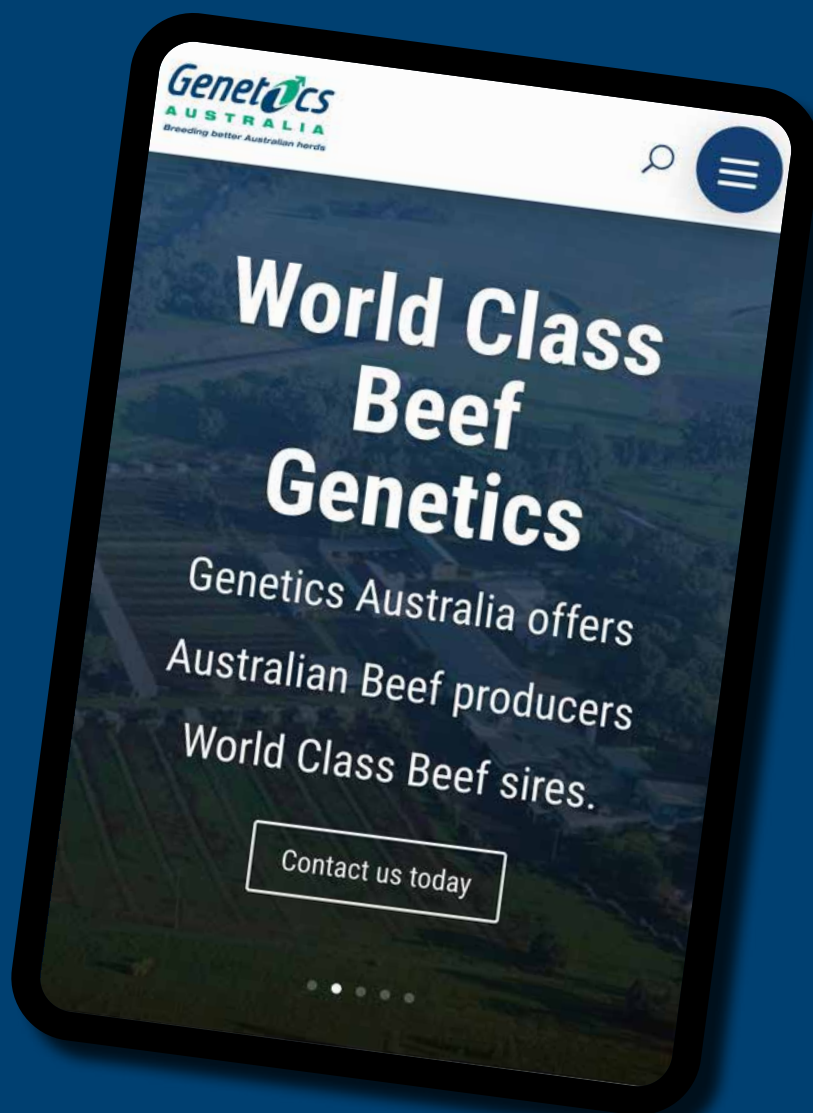 Genetics
AUSTRALIA
Breeding better Australian herds
World Class
Beef
Genetics
Genetics Australia offers
Australian Beef producers
World Class Beef sires.
Contact us today